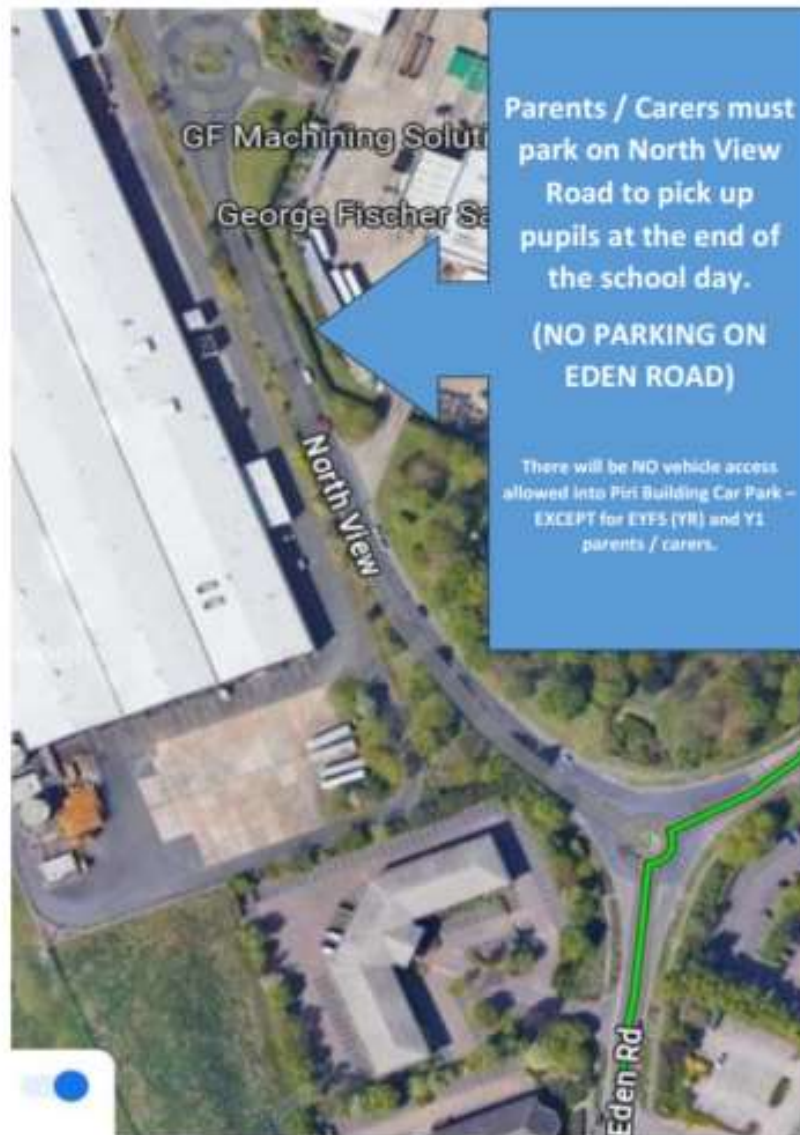 GF Machining Soluti
George Fischer Sa
Parents / Carers must
park on North View
Road to pick up
pupils at the end of
the school day.
(NO PARKING ON
EDEN ROAD)
There will be NO vehicle access
allowed into Piri Building Car Park –
EXCEPT for EYFS (YR) and Y1
parents / carers.
North View
Eden Rd